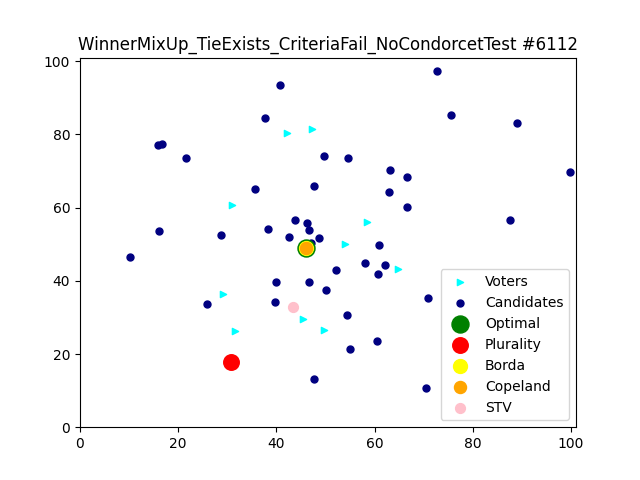 WinnerMixUp_TieExists_CriteriaFail_NoCondorcetTest #6112
100
80
60
40
20
0
0 20 40 60 80 100
Voters
Candidates
Optimal
Plurality
Borda
Copeland
STV